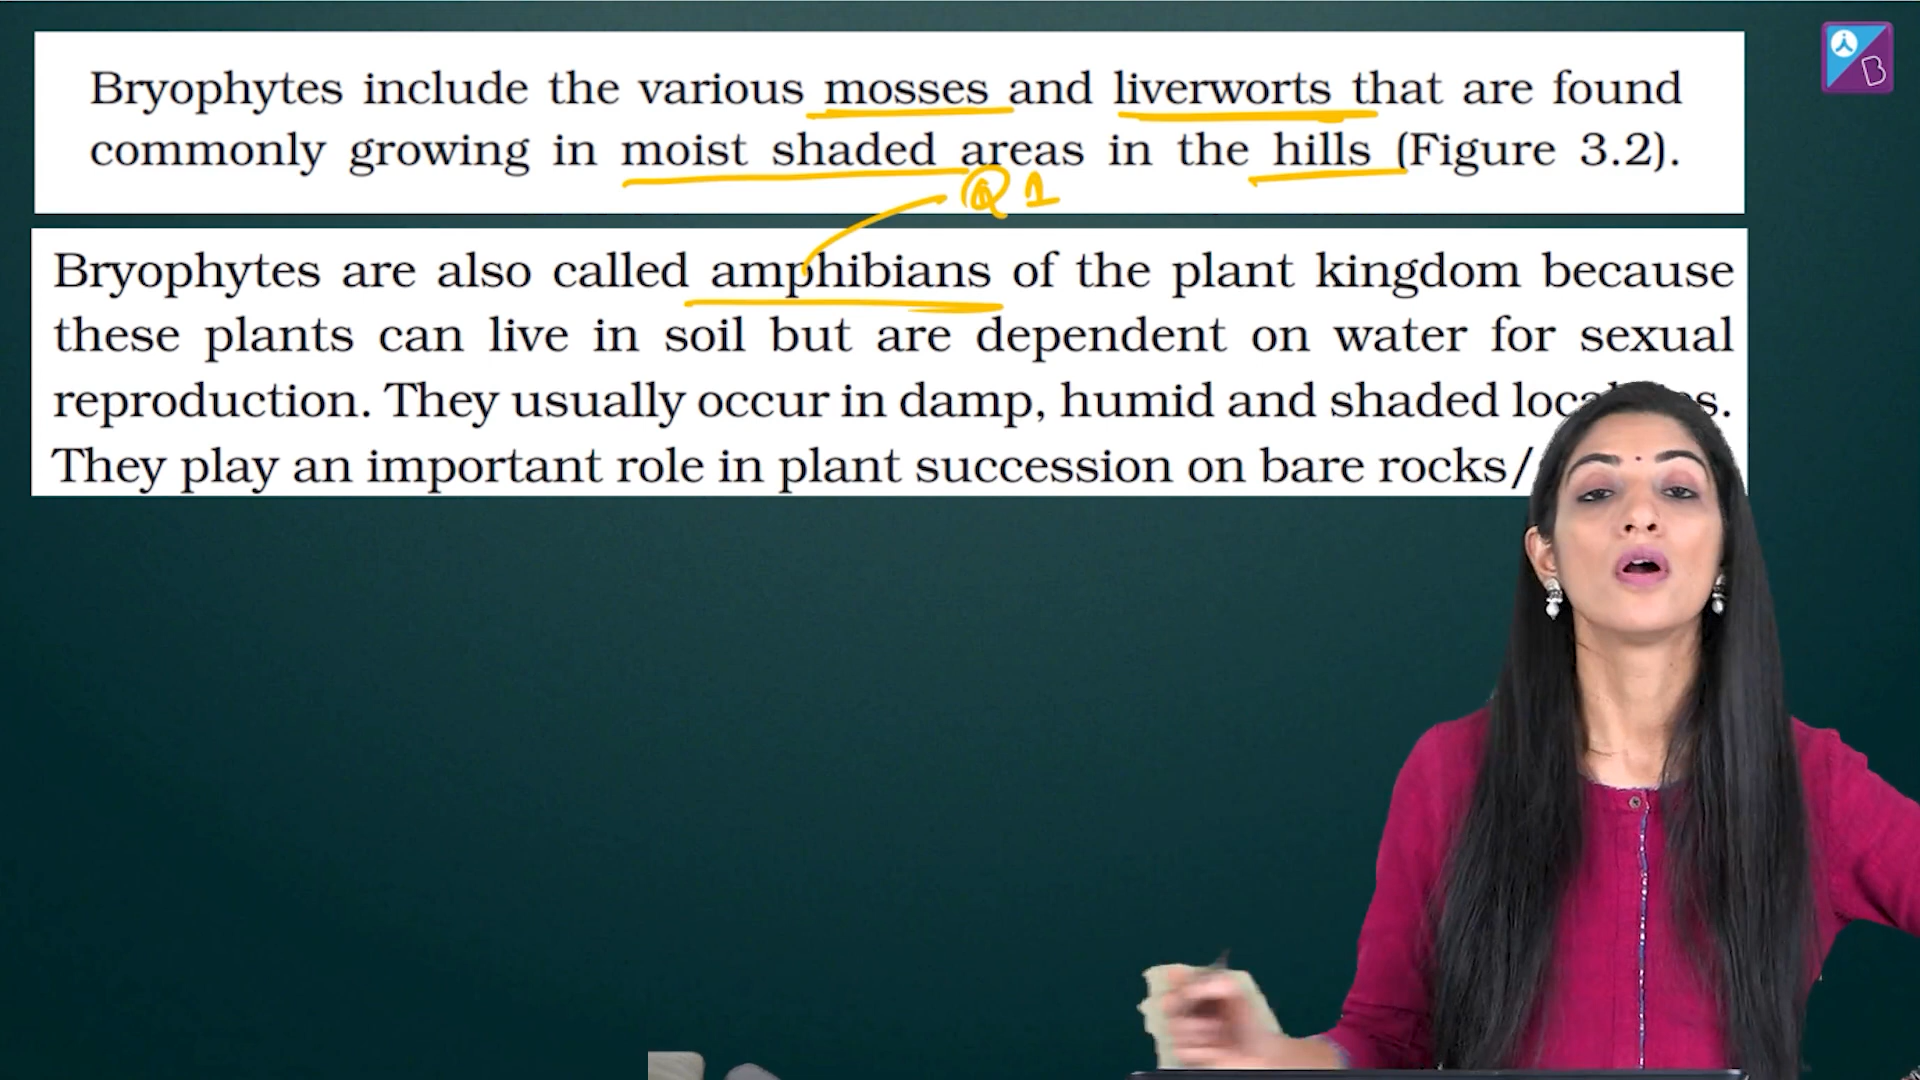 Bryophytes include the various mosses and liverworts that are found
commonly growing in moist shaded areas in the hills (Figure 3.2).
Q 1
Bryophytes are also called amphibians of the plant kingdom because
these plants can live in soil but are dependent on water for sexual
reproduction. They usually occur in damp, humid and shaded
They play an important role in plant succession on bare rocks/
B